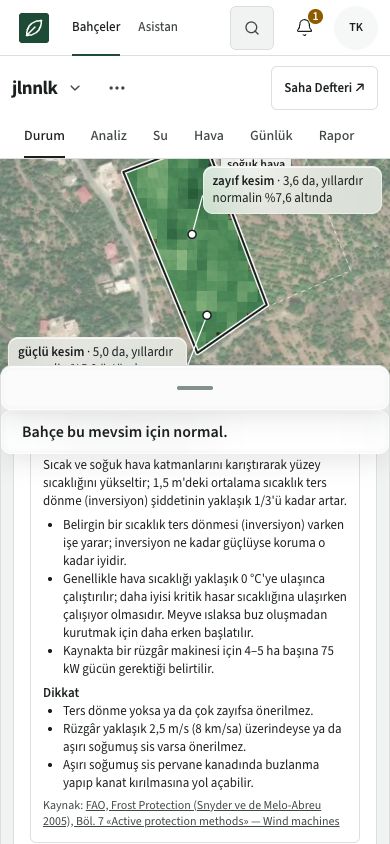 Bahçeler Asistan 1 TK
jlnnlk
Saha Defteri ↗
Durum Analiz Su Hava Günlük Rapor
soğuk hava
zayıf kesim · 3,6 da, yıllardır
normalin %7,6 altında
güçlü kesim · 5,0 da, yıllardır
Bahçe bu mevsim için normal.
Sıcak ve soğuk hava katmanlarını karıştırarak yüzey
sıcaklığını yükseltir; 1,5 m'deki ortalama sıcaklık ters
dönme (inversiyon) şiddetinin yaklaşık 1/3'ü kadar artar.
• Belirgin bir sıcaklık ters dönmesi (inversiyon) varken
işe yarar; inversiyon ne kadar güçlüyse koruma o
kadar iyidir.
• Genellikle hava sıcaklığı yaklaşık 0 °C'ye ulaşınca
çalıştırılır; daha iyisi kritik hasar sıcaklığına ulaşırken
çalışıyor olmasıdır. Meyve ıslaksa buz oluşmadan
kurutmak için daha erken başlatılır.
• Kaynakta bir rüzgâr makinesi için 4–5 ha başına 75
kW gücün gerektiği belirtilir.
Dikkat
• Ters dönme yoksa ya da çok zayıfsa önerilmez.
• Rüzgâr yaklaşık 2,5 m/s (8 km/sa) üzerindeyse ya da
aşırı soğumuş sis varsa önerilmez.
• Aşırı soğumuş sis pervane kanadında buzlanma
yapıp kanat kırılmasına yol açabilir.
Kaynak: FAO, Frost Protection (Snyder ve de Melo-Abreu
2005), Böl. 7 «Active protection methods» — Wind machines